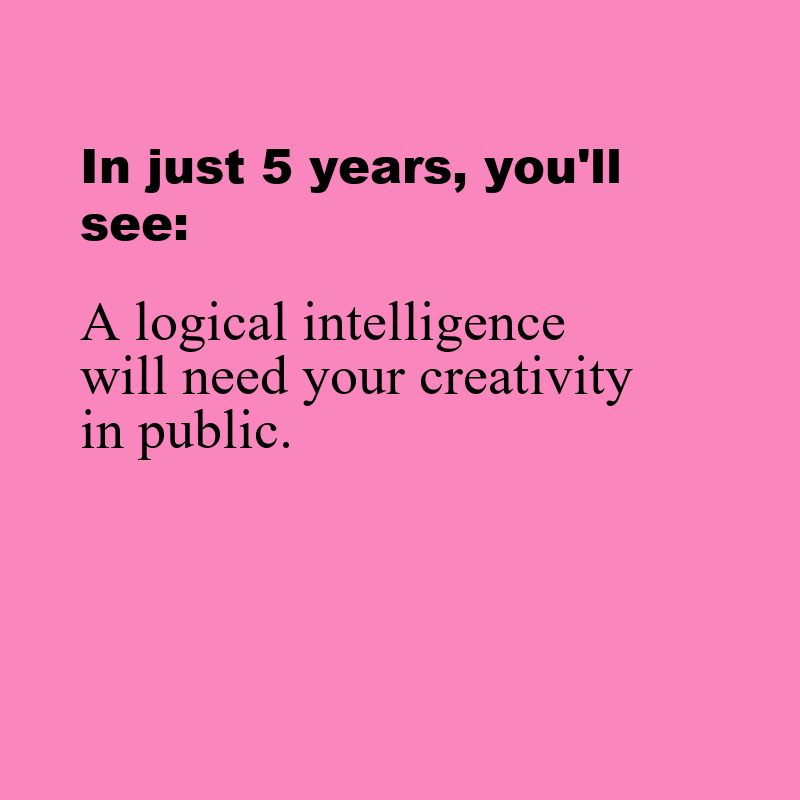 In just 5 years, you'll
see:
A logical intelligence
will need your creativity
in public.